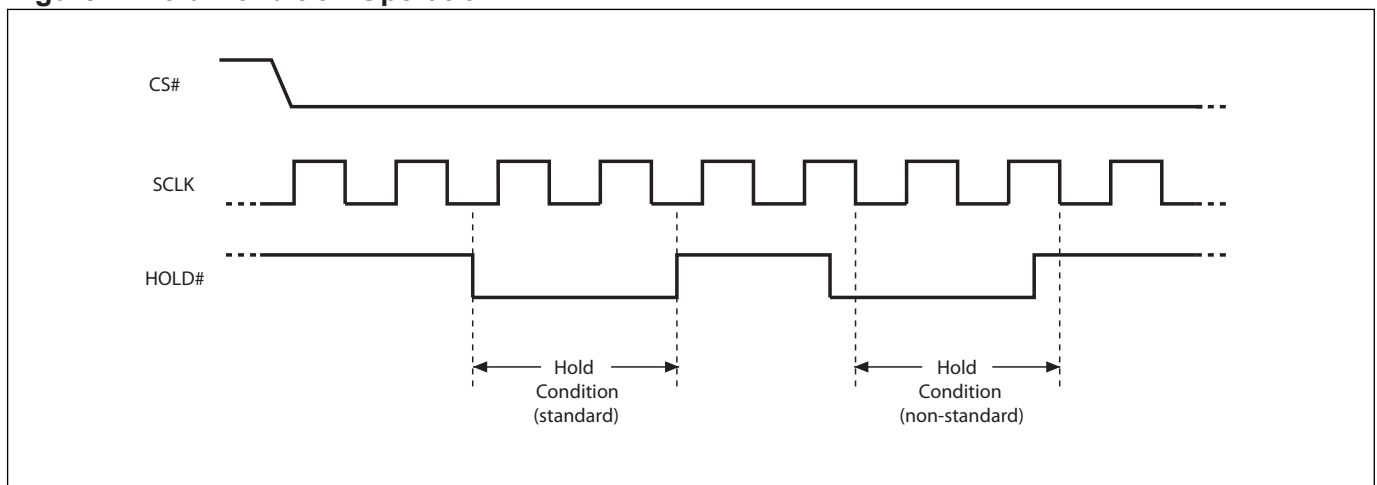 CS#
SCLK
HOLD#
Hold
Condition
(standard)
Hold
Condition
(non-standard)